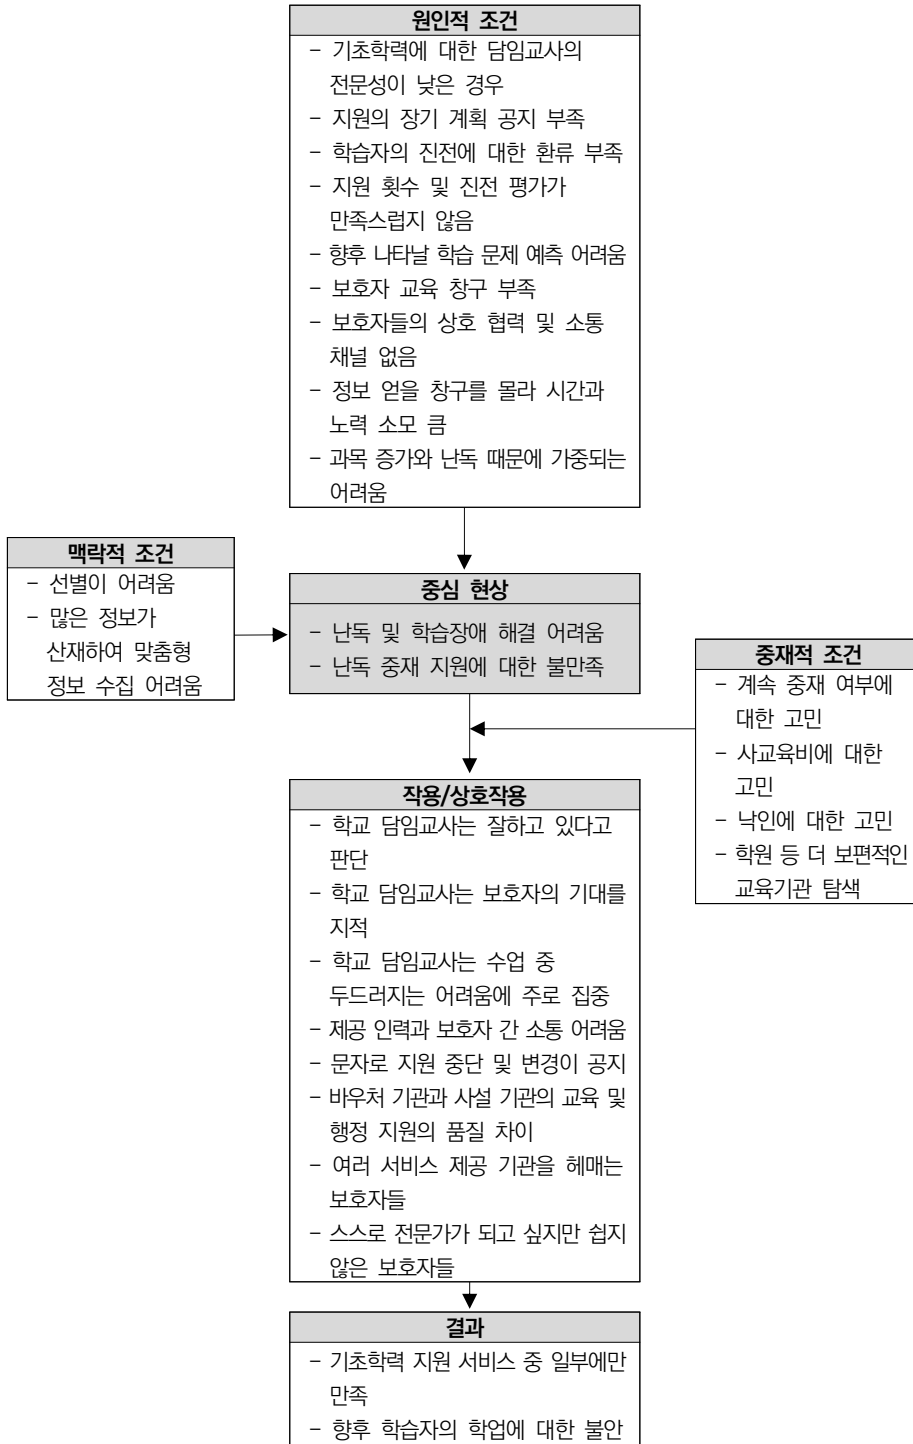 원인적 조건
- 기초학력에 대한 담임교사의
전문성이 낮은 경우
- 지원의 장기 계획 공지 부족
- 학습자의 진전에 대한 환류 부족
- 지원 횟수 및 진전 평가가
만족스럽지 않음
- 향후 나타날 학습 문제 예측 어려움
- 보호자 교육 창구 부족
- 보호자들의 상호 협력 및 소통
채널 없음
- 정보 얻을 창구를 몰라 시간과
노력 소모 큼
- 과목 증가와 난독 때문에 가중되는
어려움
맥락적 조건
- 선별이 어려움
- 많은 정보가
산재하여 맞춤형
정보 수집 어려움
중심 현상
- 난독 및 학습장애 해결 어려움
- 난독 중재 지원에 대한 불만족
중재적 조건
- 계속 중재 여부에
대한 고민
- 사교육비에 대한
고민
- 낙인에 대한 고민
- 학원 등 더 보편적인
교육기관 탐색
작용/상호작용
- 학교 담임교사는 잘하고 있다고
판단
- 학교 담임교사는 보호자의 기대를
지적
- 학교 담임교사는 수업 중
두드러지는 어려움에 주로 집중
- 제공 인력과 보호자 간 소통 어려움
- 문자로 지원 중단 및 변경이 공지
- 바우처 기관과 사설 기관의 교육 및
행정 지원의 품질 차이
- 여러 서비스 제공 기관을 헤매는
보호자들
- 스스로 전문가가 되고 싶지만 쉽지
않은 보호자들
결과
- 기초학력 지원 서비스 중 일부에만
만족
- 향후 학습자의 학업에 대한 불안